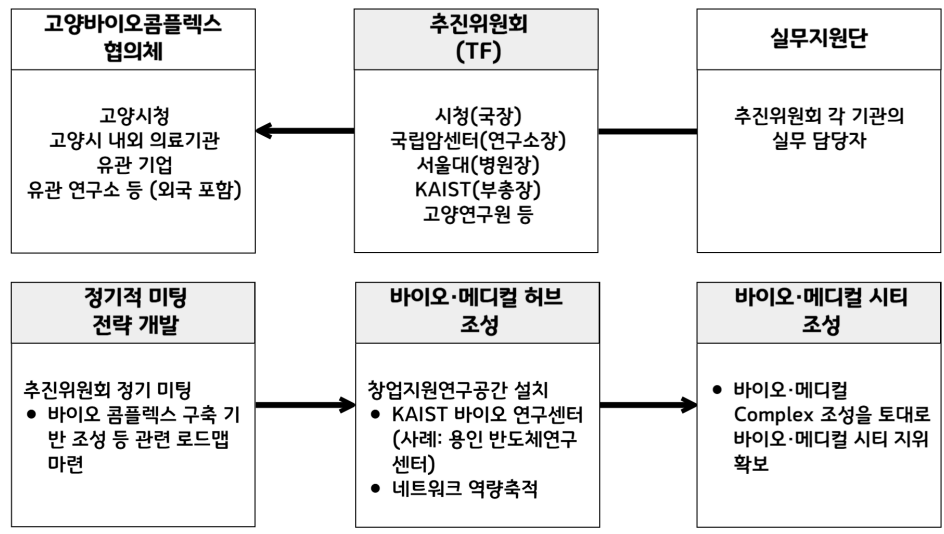 고양바이오콤플렉스
협의체
고양시청
고양시 내외 의료기관
유관 기업
유관 연구소 등 (외국 포함)
추진위원회
(TF)
시청(국장)
국립암센터(연구소장)
서울대(병원장)
KAIST(부총장)
고양연구원 등
실무지원단
추진위원회 각 기관의
실무 담당자
정기적 미팅
전략 개발
추진위원회 정기 미팅
● 바이오 콤플렉스 구축 기
반 조성 등 관련 로드맵
마련
바이오·메디컬 허브
조성
창업지원연구공간 설치
● KAIST 바이오 연구센터
(사례: 용인 반도체연구
센터)
● 네트워크 역량축적
바이오·메디컬 시티
조성
● 바이오·메디컬
Complex 조성을 토대로
바이오·메디컬 시티 지위
확보